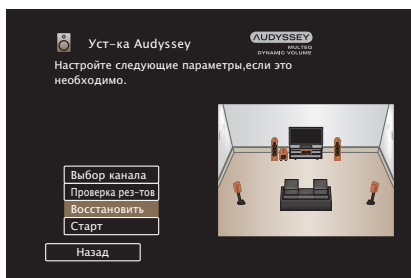 Уст-ка Audyssey
AUDYSSEY
MULTEQ
DYNAMIC VOLUME
Настройте следующие параметры,если это
необходимо.
Выбор канала
Проверка рез-тов
Восстановить
Старт
Назад